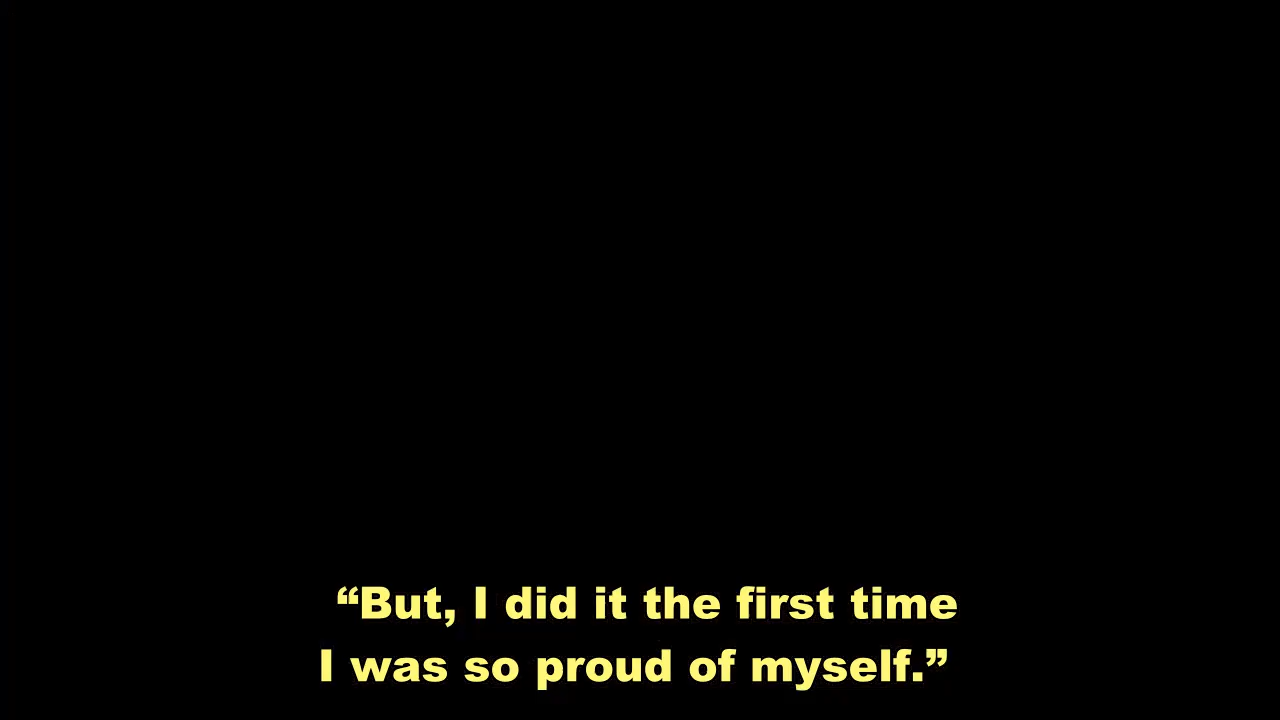 “But, I did it the first time
I was so proud of myself.”